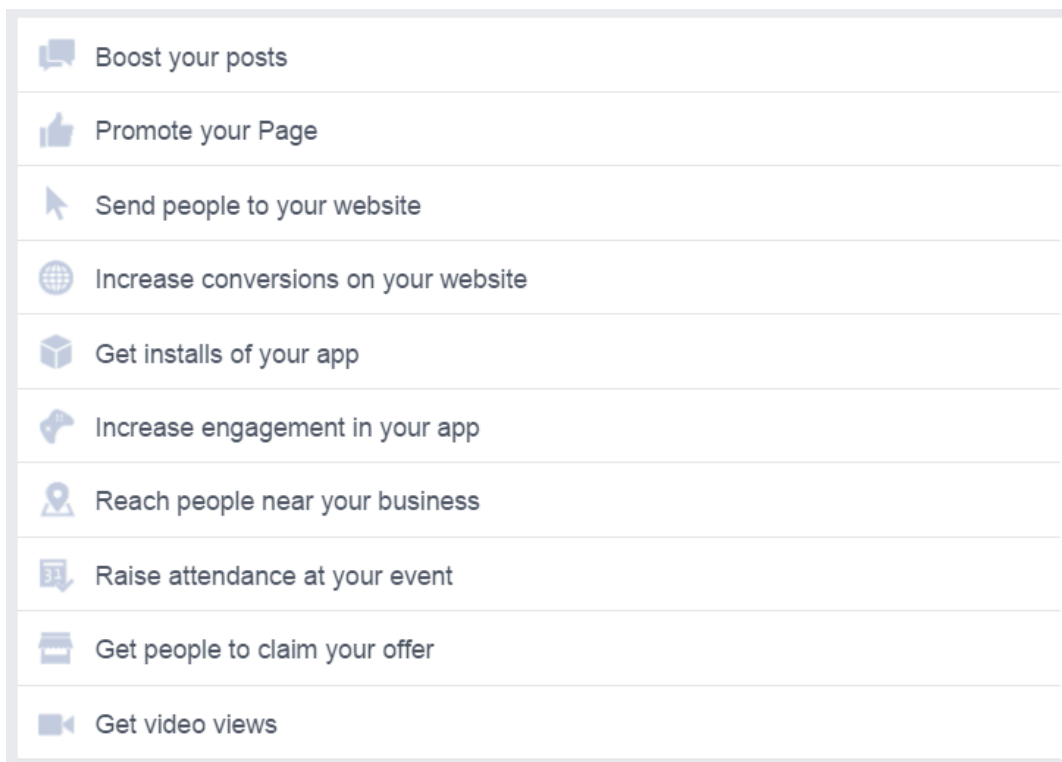 Boost your posts
Promote your Page
Send people to your website
Increase conversions on your website
Get installs of your app
Increase engagement in your app
Reach people near your business
31
Raise attendance at your event
Get people to claim your offer
Get video views